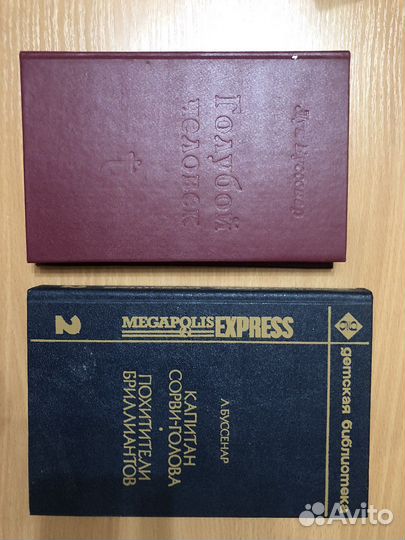 Голубой
человек
детская библиотека
MEGAPOLIS EXPRESS
2
Л.БУССЕНАР
КАПИТАН
СОРВИ-ГОЛОВА
•
ПОХИТИТЕЛИ
БРИЛЛИАНТОВ
Avito